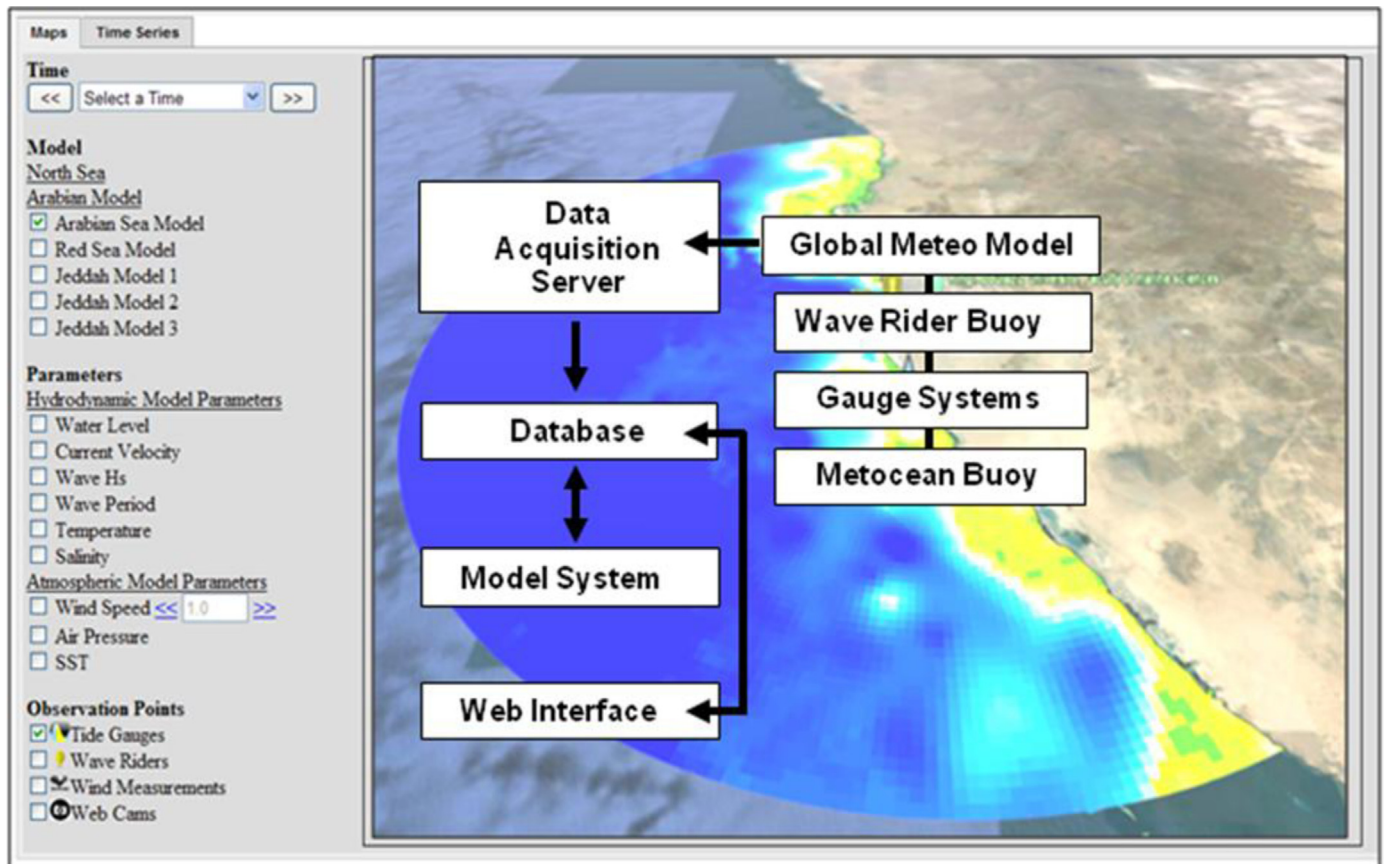 Maps Time Series
Time
<< Select a Time >>
Model
North Sea
Arabian Model
Arabian Sea Model
Red Sea Model
Jeddah Model 1
Jeddah Model 2
Jeddah Model 3
Parameters
Hydrodynamic Model Parameters
Water Level
Current Velocity
Wave Hs
Wave Period
Temperature
Salinity
Atmospheric Model Parameters
Wind Speed << 1.0 >>
Air Pressure
SST
Observation Points
Tide Gauges
Wave Riders
Wind Measurements
Web Cams
Data
Acquisition
Server
Global Meteo Model
Wave Rider Buoy
Gauge Systems
Metocean Buoy
Database
Model System
Web Interface